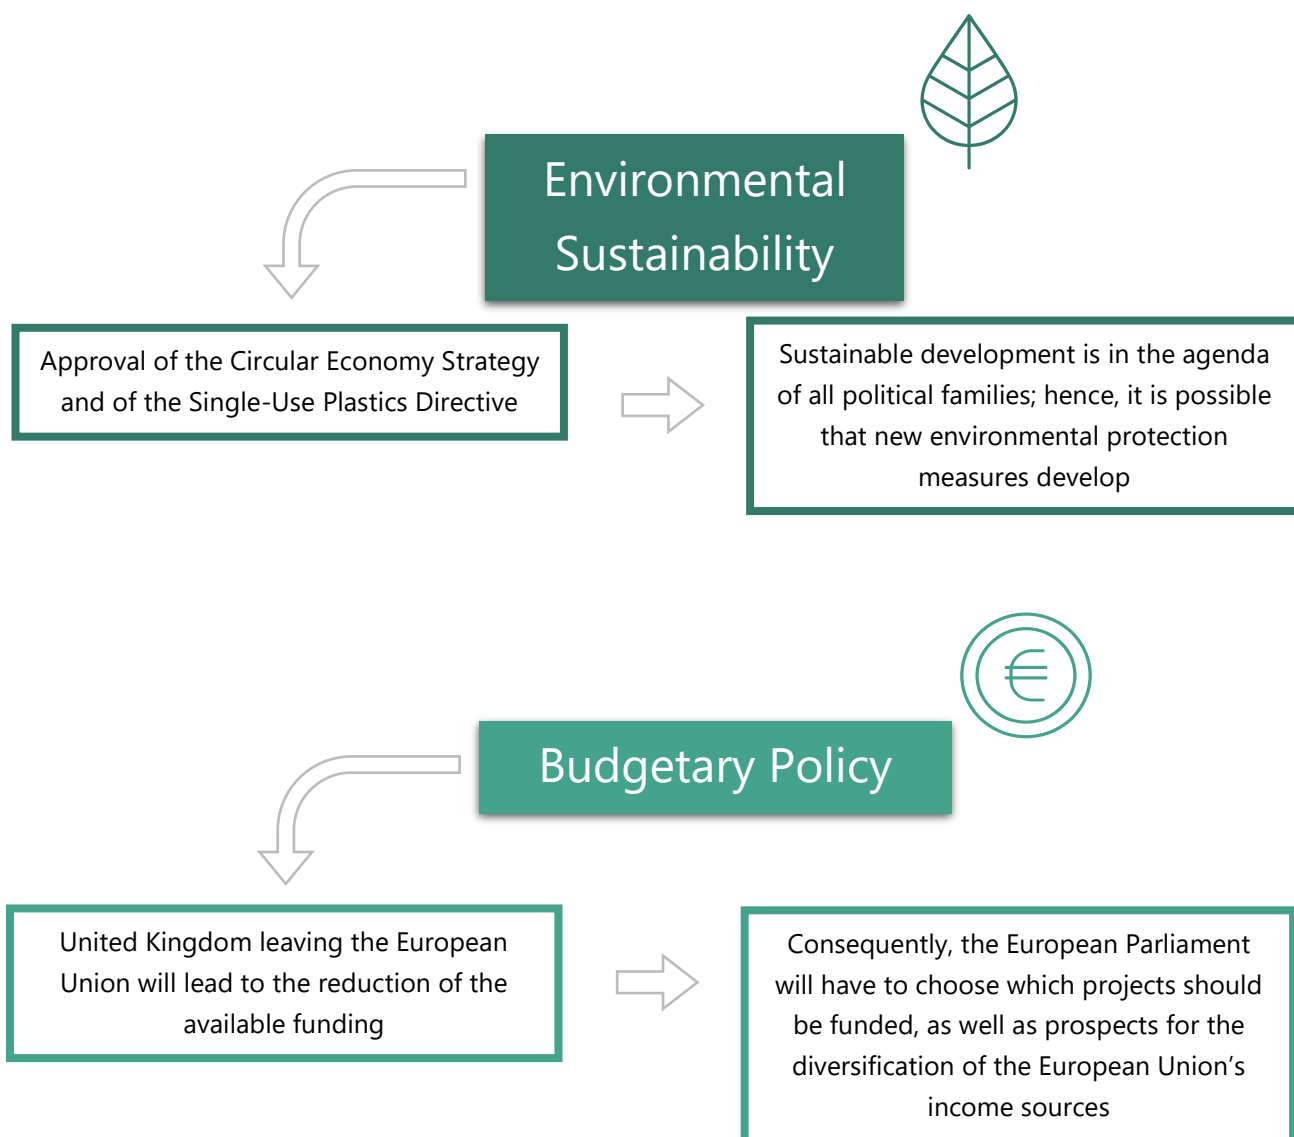 Environmental
Sustainability
Approval of the Circular Economy Strategy
and of the Single-Use Plastics Directive
Sustainable development is in the agenda
of all political families; hence, it is possible
that new environmental protection
measures develop
€
Budgetary Policy
United Kingdom leaving the European
Union will lead to the reduction of the
available funding
Consequently, the European Parliament
will have to choose which projects should
be funded, as well as prospects for the
diversification of the European Union’s
income sources